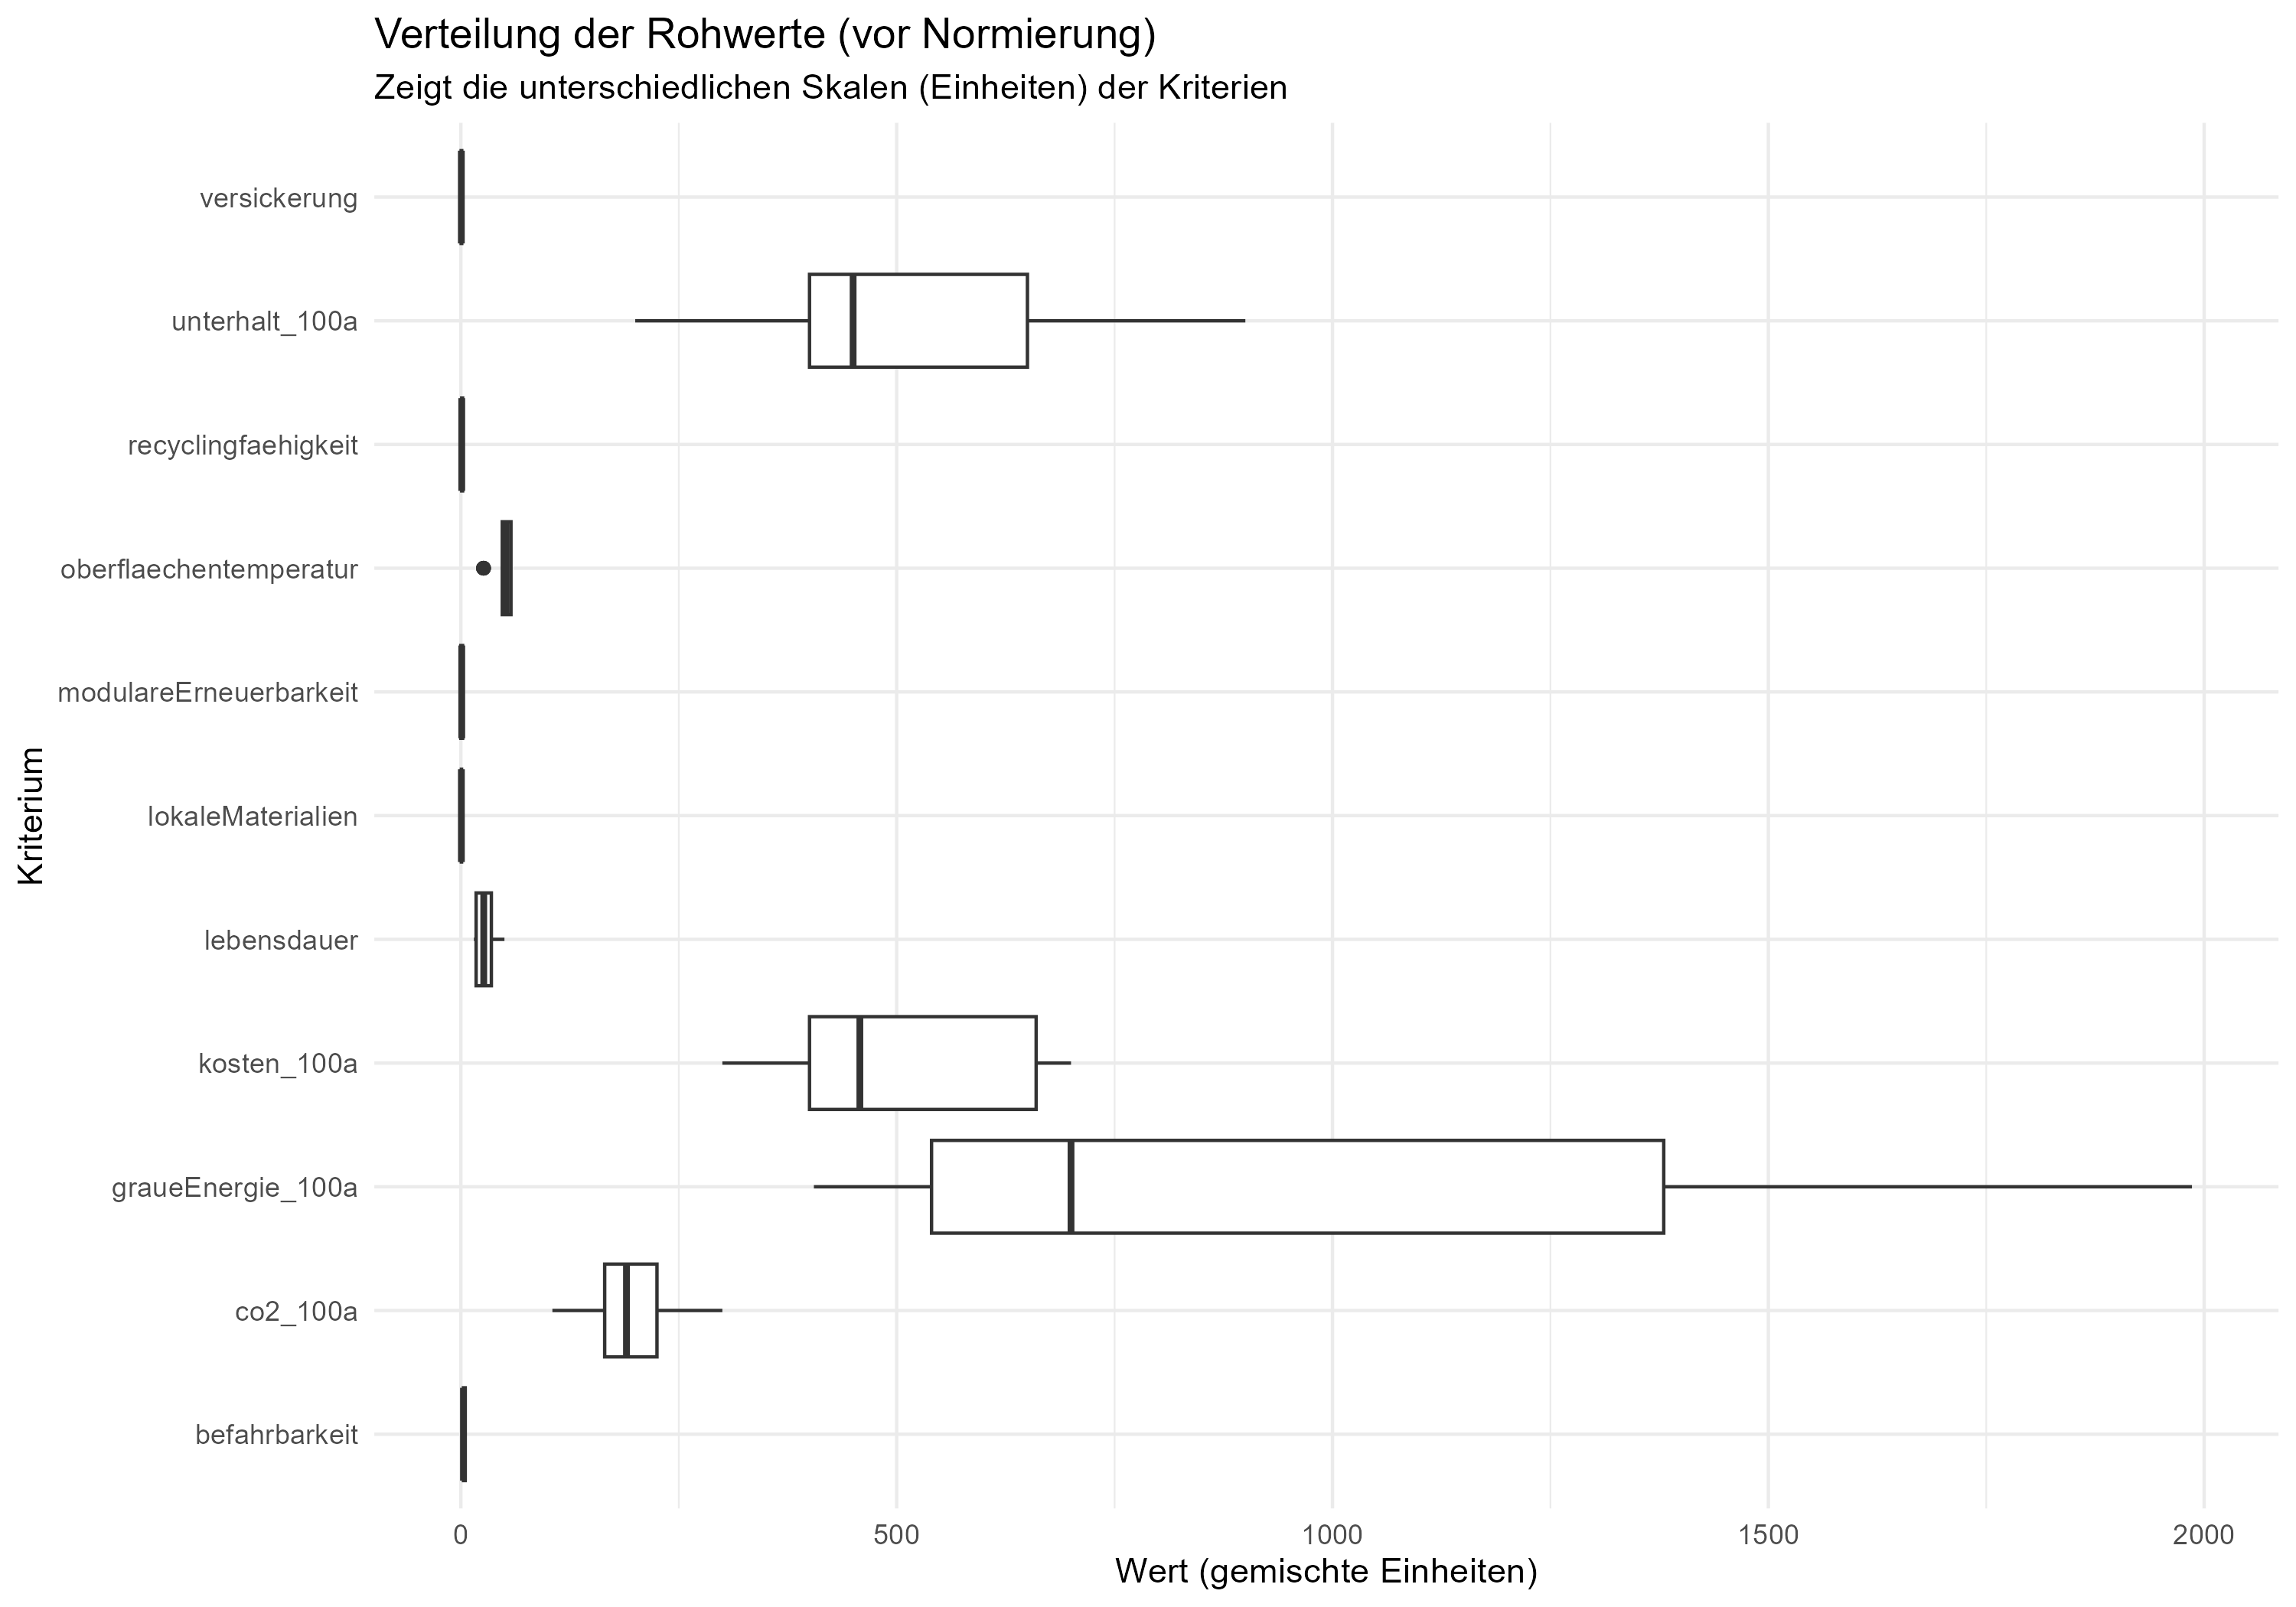 Verteilung der Rohwerte (vor Normierung)
Zeigt die unterschiedlichen Skalen (Einheiten) der Kriterien
Kriterium
versickerung
unterhalt_100a
recyclingfaehigkeit
oberflaechentemperatur
modulareErneuerbarkeit
lokaleMaterialien
lebensdauer
kosten_100a
graueEnergie_100a
co2_100a
befahrbarkeit
0 500 1000 1500 2000
Wert (gemischte Einheiten)